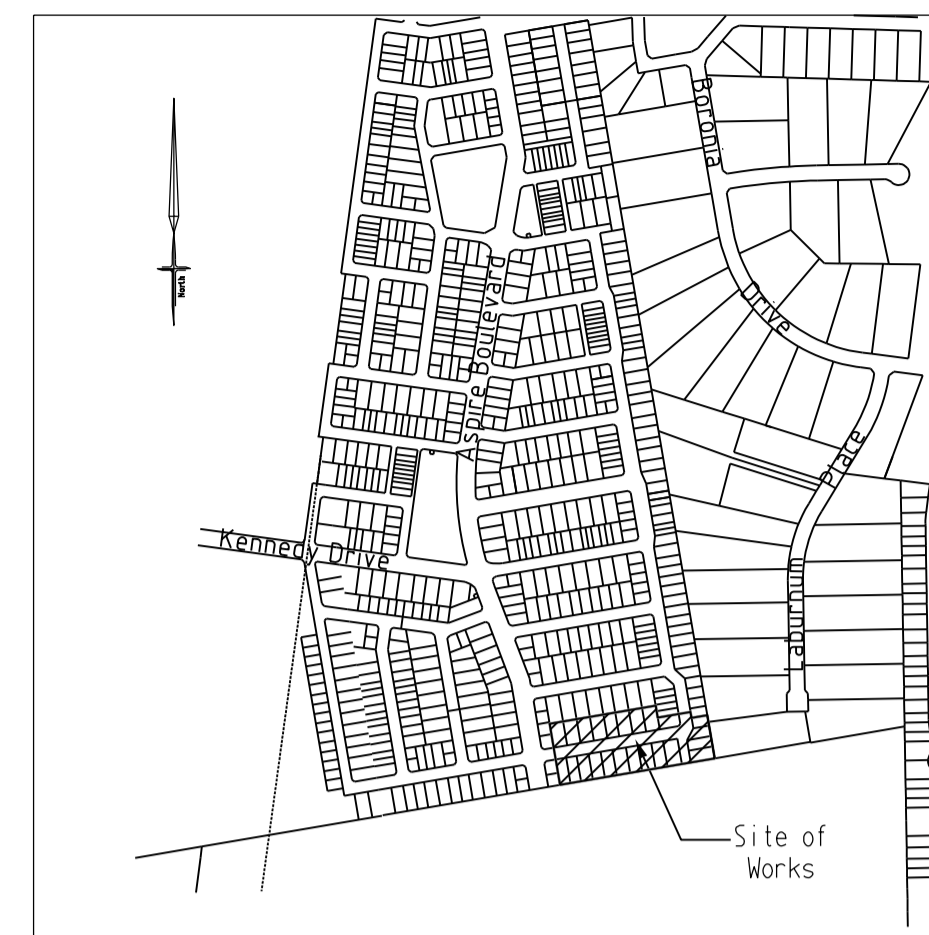 Boronia
Drive
North
Aspire Boulevard
Place
Kennedy Drive
Laburnum
Site of
Works